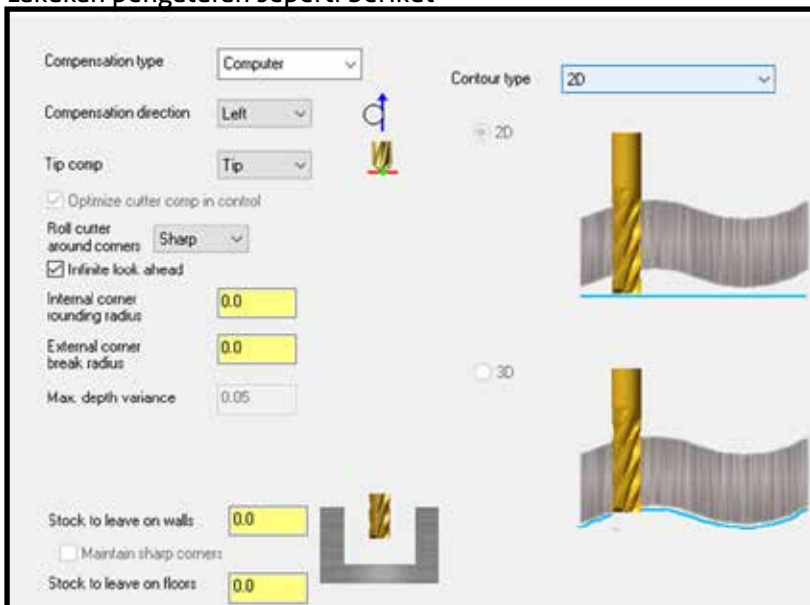 Compensation type Computer
Contour type 2D
Compensation direction Left
2D
Tip comp Tip
Optimize cutter comp in control
Roll cutter
around corners Sharp
Infinite look ahead
Internal corner
rounding radius 0.0
External corner
break radius 0.0
3D
Max. depth variance 0.05
Stock to leave on walls 0.0
Maintain sharp corners
Stock to leave on floors 0.0